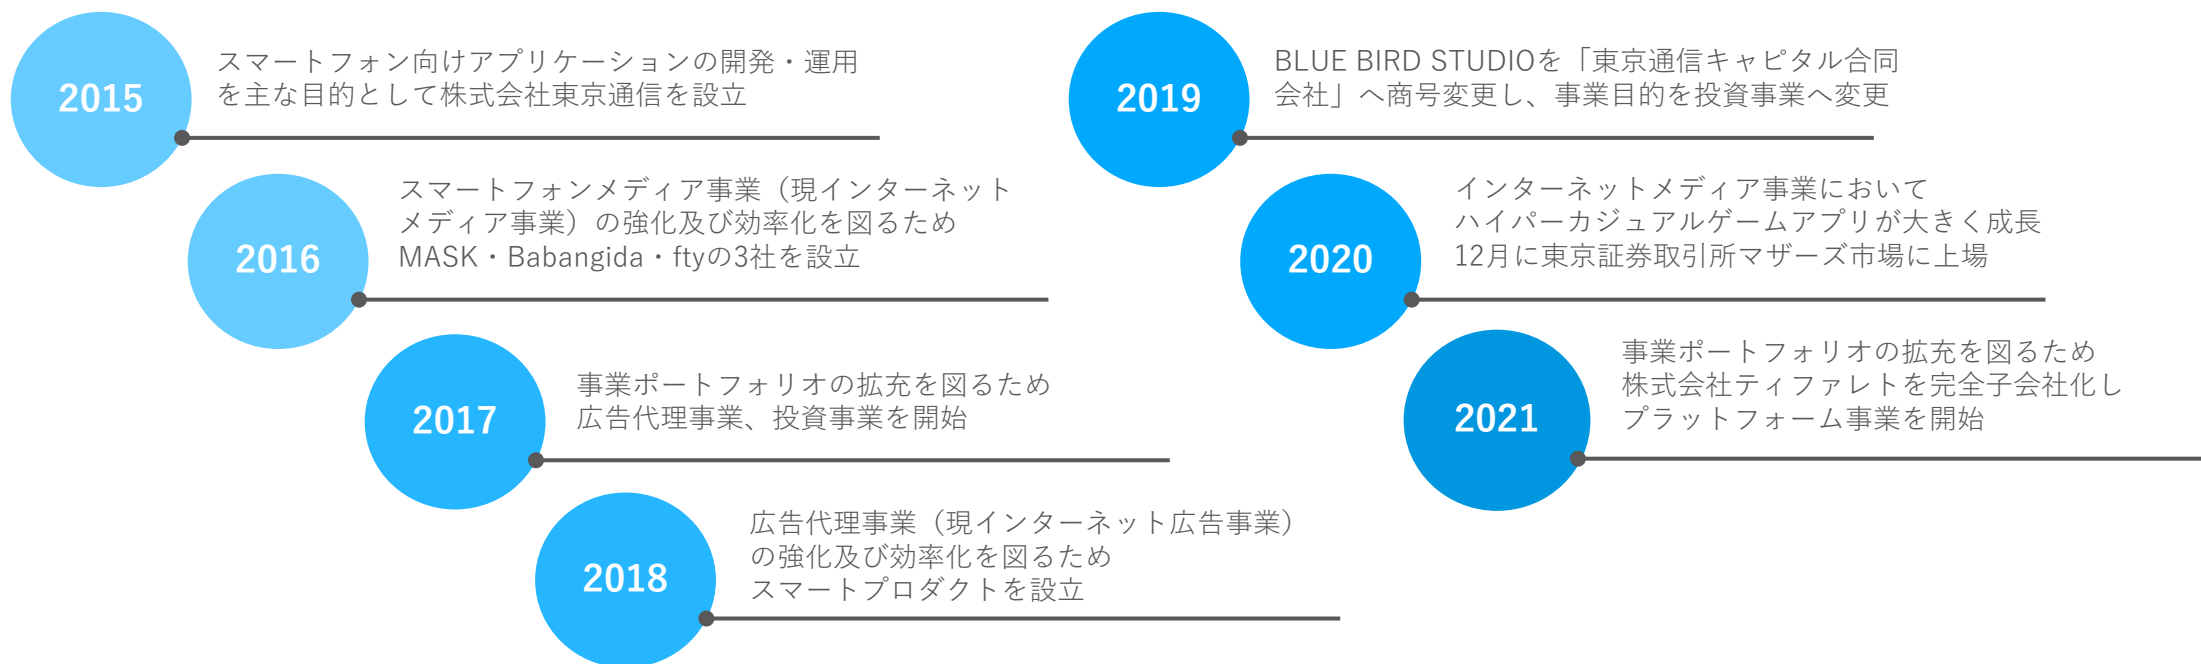 2015
スマートフォン向けアプリケーションの開発・運用
を主な目的として株式会社東京通信を設立
2016
スマートフォンメディア事業（現インターネット
メディア事業）の強化及び効率化を図るため
MASK・Babangida・ftyの3社を設立
2017
事業ポートフォリオの拡充を図るため
広告代理事業、投資事業を開始
2018
広告代理事業（現インターネット広告事業）
の強化及び効率化を図るため
スマートプロダクトを設立
2019
BLUE BIRD STUDIOを「東京通信キャピタル合同
会社」へ商号変更し、事業目的を投資事業へ変更
2020
インターネットメディア事業において
ハイパーカジュアルゲームアプリが大きく成長
12月に東京証券取引所マザーズ市場に上場
2021
事業ポートフォリオの拡充を図るため
株式会社ティファレトを完全子会社化し
プラットフォーム事業を開始